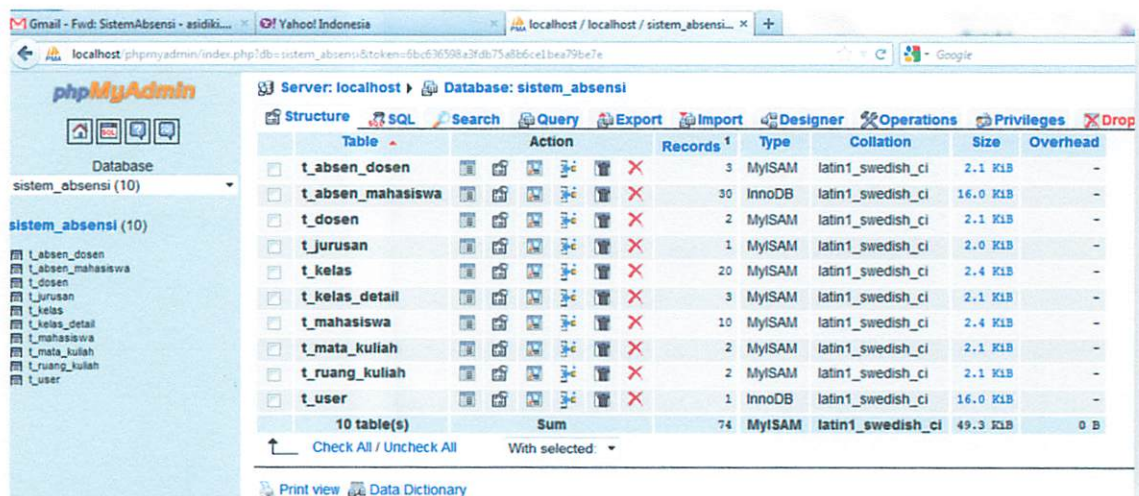 Gmail - Fwd: SistemAbsensi - asidiki....
Yahoo! Indonesia
localhost / localhost / sistem_absensi...
localhost/phpmyadmin/index.php?db=sistem_absensi&token=6bc636598a3fdb75a8b6ce1bea79be7e
Google
phpMyAdmin
Database
sistem_absensi (10)
sistem_absensi (10)
t_absen_dosen
t_absen_mahasiswa
t_dosen
t_jurusan
t_kelas
t_kelas_detail
t_mahasiswa
t_mata_kuliah
t_ruang_kuliah
t_user
Server: localhost Database: sistem_absensi
Structure SQL Search Query Export Import Designer Operations Privileges Drop
Table Action Records 1 Type Collation Size Overhead
t_absen_dosen 3 MyISAM latin1_swedish_ci 2.1 KiB -
t_absen_mahasiswa 30 InnoDB latin1_swedish_ci 16.0 KiB -
t_dosen 2 MyISAM latin1_swedish_ci 2.1 KiB -
t_jurusan 1 MyISAM latin1_swedish_ci 2.0 KiB -
t_kelas 20 MyISAM latin1_swedish_ci 2.4 KiB -
t_kelas_detail 3 MyISAM latin1_swedish_ci 2.1 KiB -
t_mahasiswa 10 MyISAM latin1_swedish_ci 2.4 KiB -
t_mata_kuliah 2 MyISAM latin1_swedish_ci 2.1 KiB -
t_ruang_kuliah 2 MyISAM latin1_swedish_ci 2.1 KiB -
t_user 1 InnoDB latin1_swedish_ci 16.0 KiB -
10 table(s) Sum 74 MyISAM latin1_swedish_ci 49.3 KiB 0 B
Check All / Uncheck All With selected:
Print view Data Dictionary